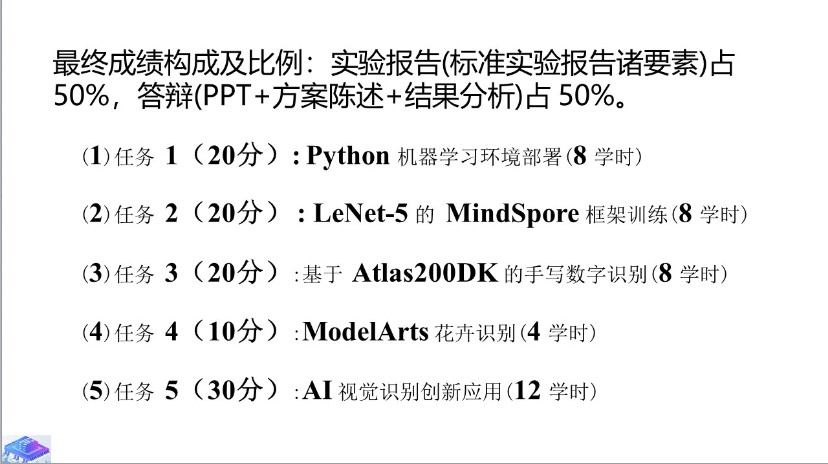 最终成绩构成及比例：实验报告(标准实验报告诸要素)占
50%，答辩(PPT+方案陈述+结果分析)占 50%。
(1)任务 1（20分）: Python 机器学习环境部署(8 学时)
(2)任务 2（20分）: LeNet-5 的 MindSpore 框架训练(8 学时)
(3)任务 3（20分）:基于 Atlas200DK 的手写数字识别(8 学时)
(4)任务 4（10分）:ModelArts 花卉识别(4 学时)
(5)任务 5（30分）:AI 视觉识别创新应用(12 学时)